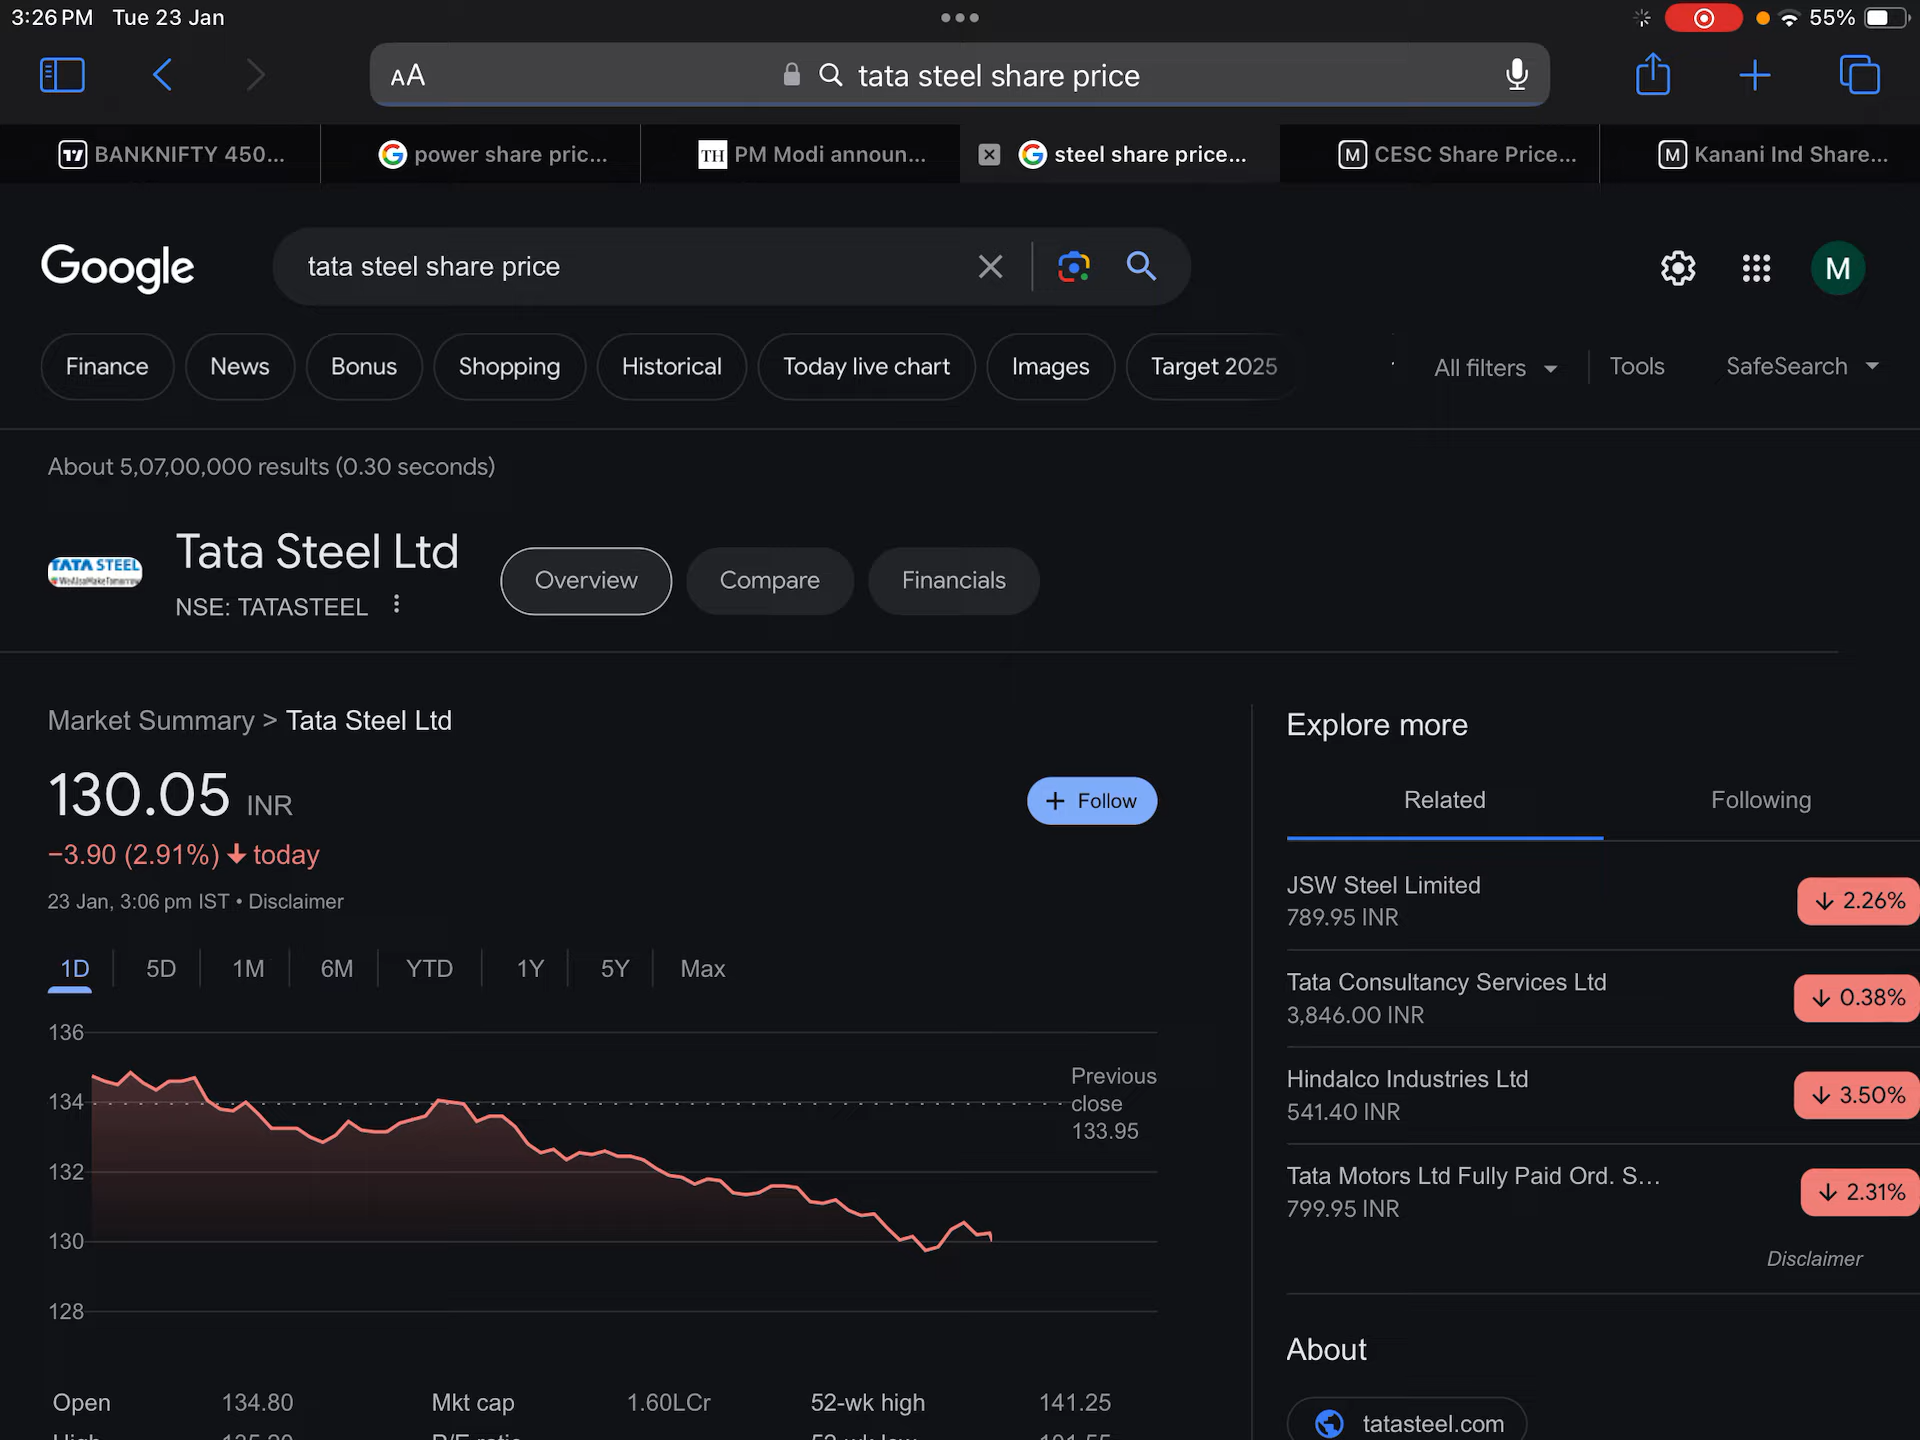 3:26 PM Tue 23 Jan
55%
AA
tata steel share price
BANKNIFTY 450...
power share pric...
TH PM Modi announ...
steel share price...
M CESC Share Price...
M Kanani Ind Share...
Google
tata steel share price
M
Finance
News
Bonus
Shopping
Historical
Today live chart
Images
Target 2025
All filters
Tools
SafeSearch
About 5,07,00,000 results (0.30 seconds)
TATA STEEL
#WeAlsoMakeTomorrow
Tata Steel Ltd
NSE: TATASTEEL
Overview
Compare
Financials
Market Summary > Tata Steel Ltd
130.05 INR
+ Follow
−3.90 (2.91%) ↓ today
23 Jan, 3:06 pm IST • Disclaimer
1D
5D
1M
6M
YTD
1Y
5Y
Max
136
134
132
130
128
Previous
close
133.95
Open 134.80
Mkt cap 1.60LCr
52-wk high 141.25
Explore more
Related
Following
JSW Steel Limited
789.95 INR
↓ 2.26%
Tata Consultancy Services Ltd
3,846.00 INR
↓ 0.38%
Hindalco Industries Ltd
541.40 INR
↓ 3.50%
Tata Motors Ltd Fully Paid Ord. S...
799.95 INR
↓ 2.31%
Disclaimer
About
tatasteel.com